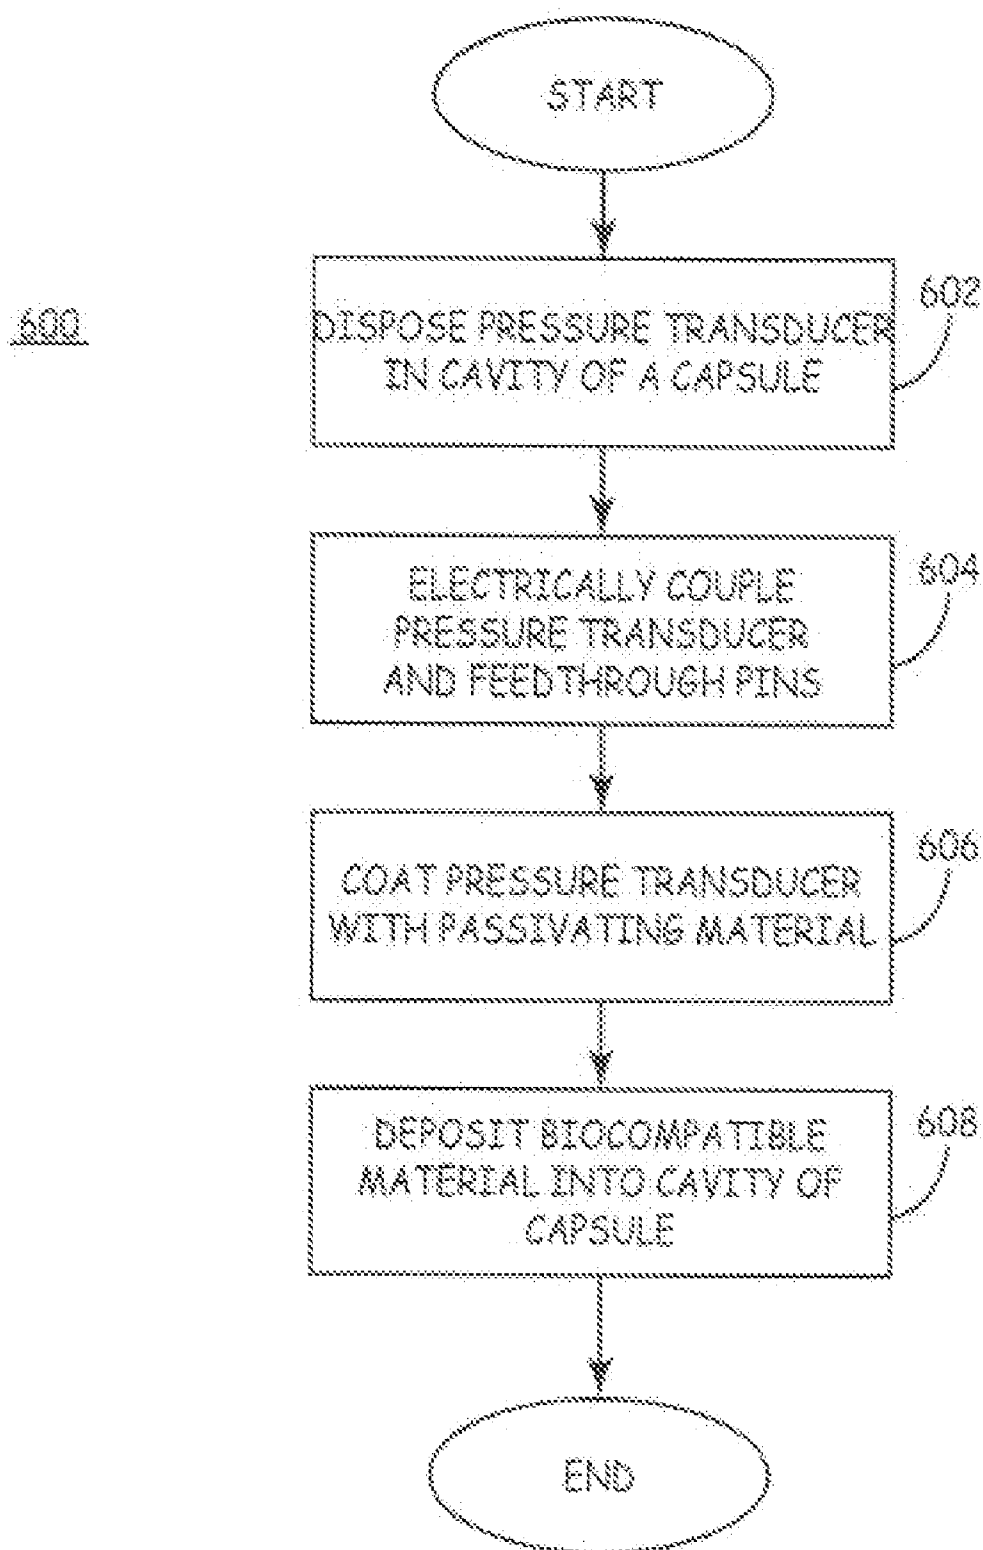 START
600
602
DISPOSE PRESSURE TRANSDUCER
IN CAVITY OF A CAPSULE
604
ELECTRICALLY COUPLE
PRESSURE TRANSDUCER
AND FEEDTHROUGH PINS
606
COAT PRESSURE TRANSDUCER
WITH PASSIVATING MATERIAL
608
DEPOSIT BIOCOMPATIBLE
MATERIAL INTO CAVITY OF
CAPSULE
END